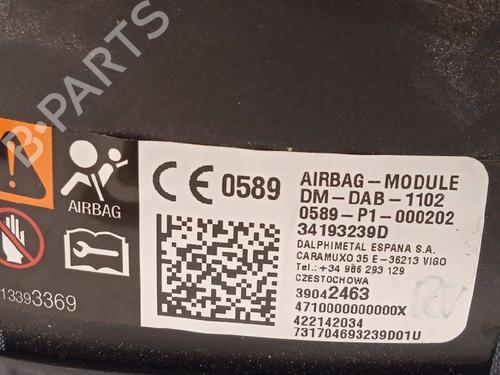 B-PARTS
AIRBAG
13393369
CE 0589
AIRBAG-MODULE
DM-DAB-1102
0589-P1-000202
34193239D
DALPHIMETAL ESPANA S.A.
CARAMUXO 35 E-36213 VIGO
TEL.: +34 986 293 129
CZESTOCHOWA
39042463
4710000000000X
422142034
731704693239D01U